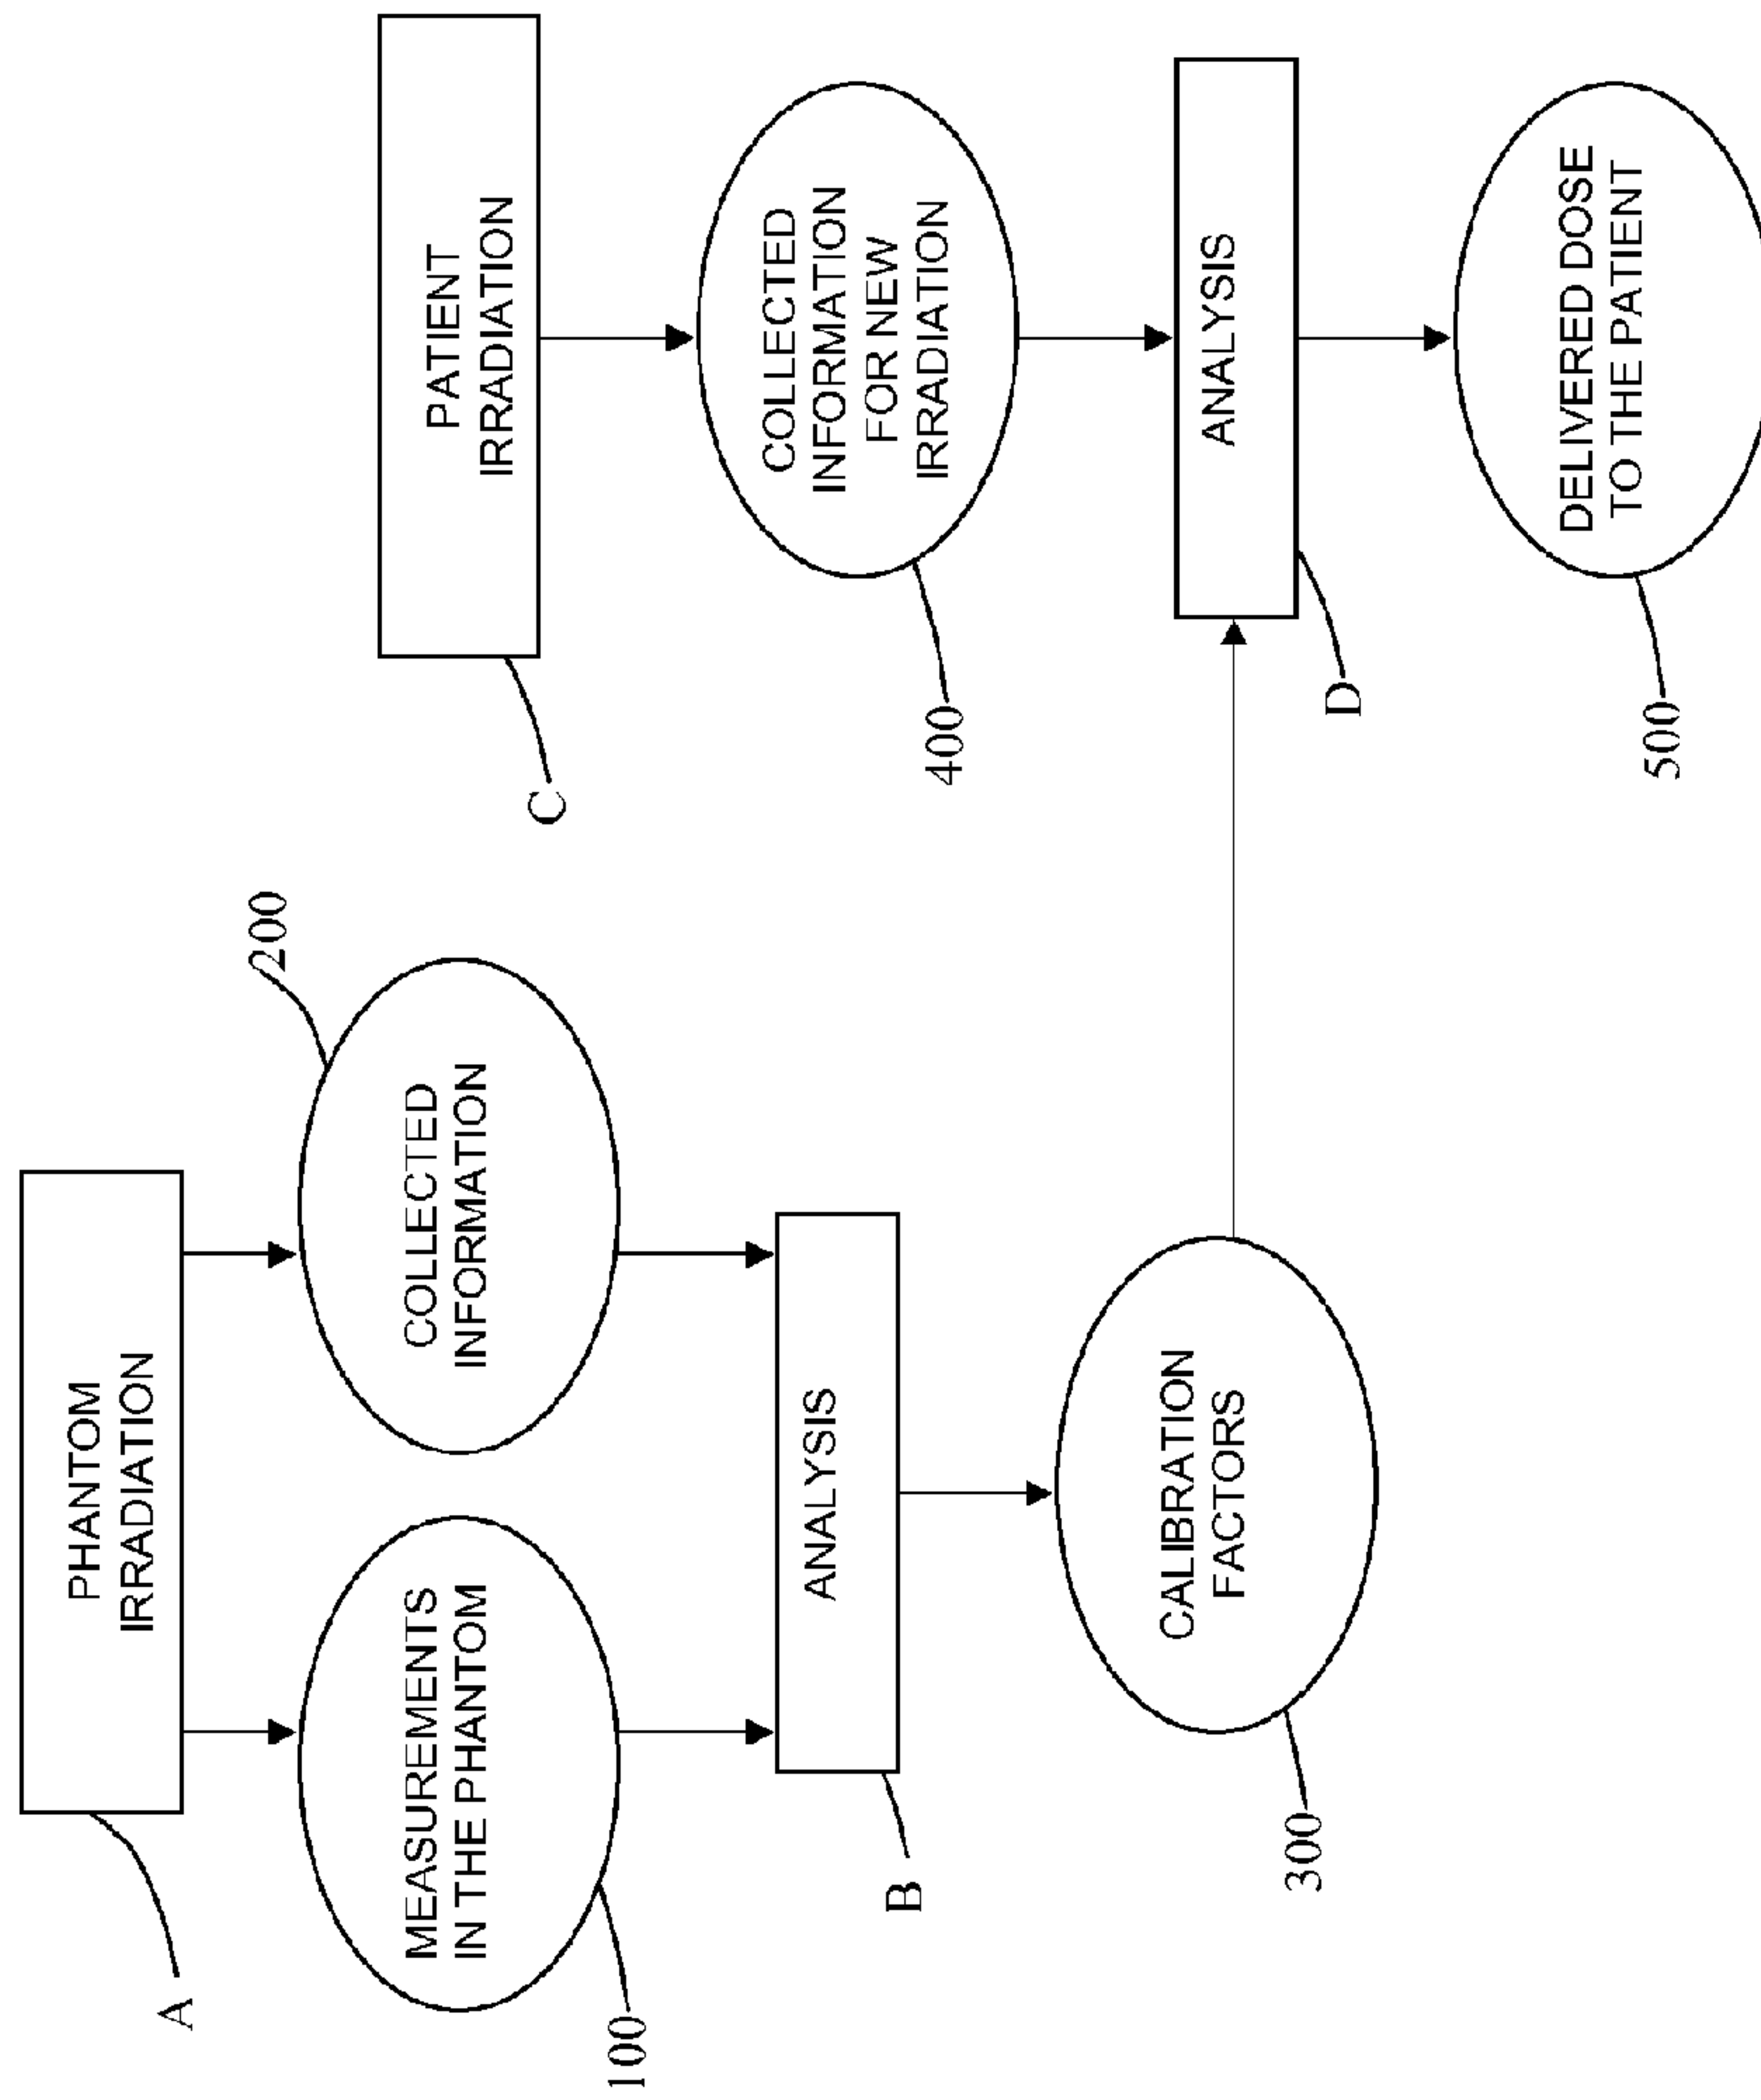 PHANTOM
IRRADIATION
A
MEASUREMENTS
IN THE PHANTOM
100
COLLECTED
INFORMATION
200
ANALYSIS
B
CALIBRATION
FACTORS
300
PATIENT
IRRADIATION
C
COLLECTED
INFORMATION
FOR NEW
IRRADIATION
400
ANALYSIS
D
DELIVERED DOSE
TO THE PATIENT
500